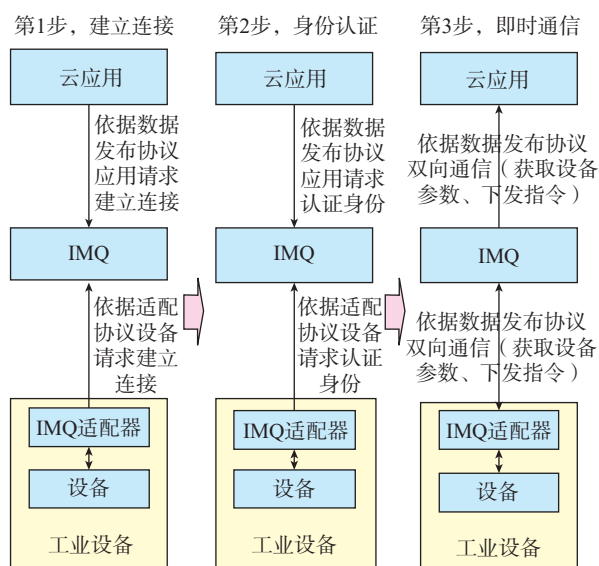 第1步，建立连接
云应用
依据数据
发布协议
应用请求
建立连接
IMQ
依据适配
协议设备
请求建立
连接
IMQ适配器
设备
工业设备
第2步，身份认证
云应用
依据数据
发布协议
应用请求
认证身份
IMQ
依据适配
协议设备
请求认证
身份
IMQ适配器
设备
工业设备
第3步，即时通信
云应用
依据数据发布协议
双向通信（获取设备
参数、下发指令）
IMQ
依据数据发布协议
双向通信（获取设备
参数、下发指令）
IMQ适配器
设备
工业设备